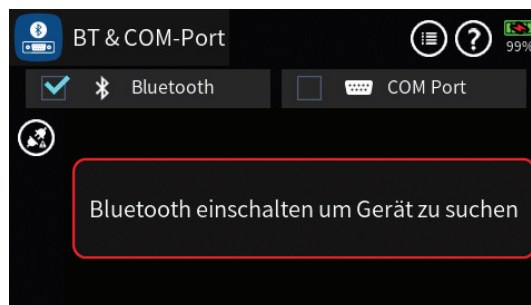 BT & COM-Port
99%
Bluetooth
COM Port
Bluetooth einschalten um Gerät zu suchen